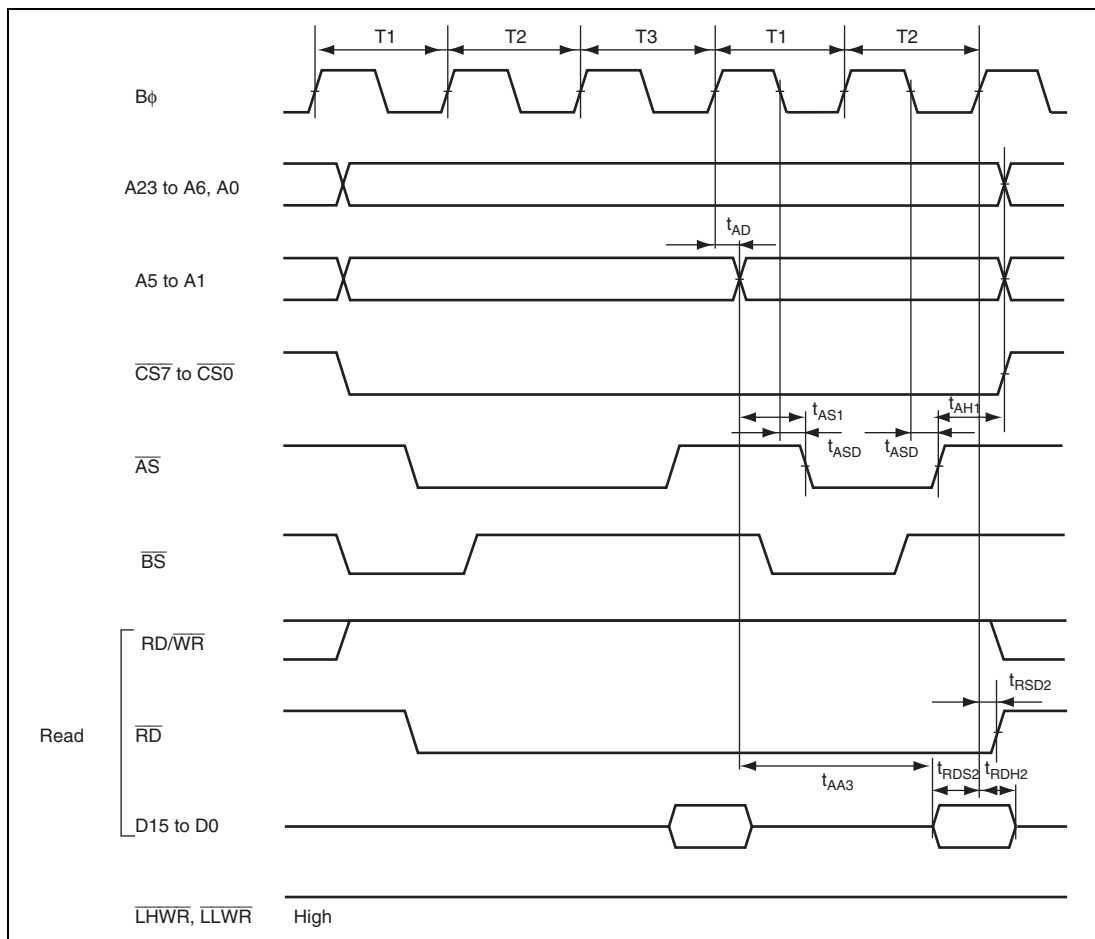 T1 T2 T3 T1 T2
Bϕ
A23 to A6, A0
tAD
A5 to A1
CS7 to CS0
tAS1 tAH1
tASD tASD
AS
BS
RD/WR
tRSD2
Read RD
tAA3 tRDS2 tRDH2
D15 to D0
LHWR, LLWR High